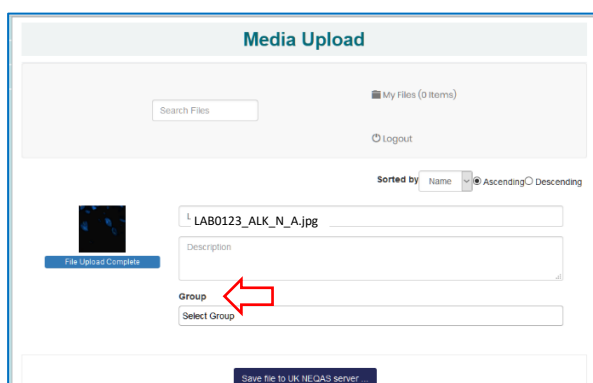 Media Upload
My Files (0 Items)
Search Files
Logout
Sorted by Name Ascending Descending
LAB0123_ALK_N_A.jpg
Description
File Upload Complete
Group
Select Group
Save file to UK NEQAS server ...